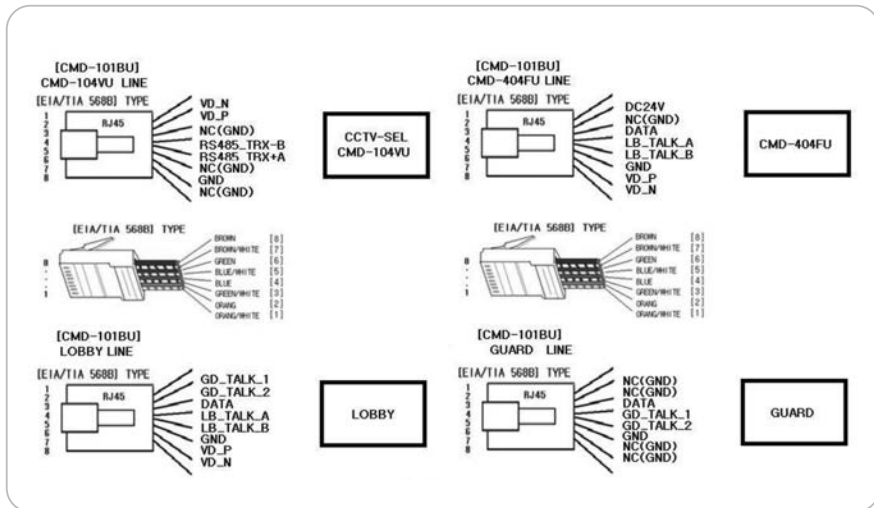 [CMD-101BU]
CMD-104VU LINE
[EIA/TIA 568B] TYPE
1
2
3
4
5
6
7
8
RJ45
VD_N
VD_P
NC(GND)
RS485_TRX-B
RS485_TRX+A
NC(GND)
GND
NC(GND)
CCTV-SEL
CMD-104VU
[CMD-101BU]
CMD-404FU LINE
[EIA/TIA 568B] TYPE
1
2
3
4
5
6
7
8
RJ45
DC24V
NC(GND)
DATA
LB_TALK_A
LB_TALK_B
GND
VD_P
VD_N
CMD-404FU
[EIA/TIA 568B] TYPE
8
.
.
.
1
BROWN [8]
BROWN/WHITE [7]
GREEN [6]
BLUE/WHITE [5]
BLUE [4]
GREEN/WHITE [3]
ORANG [2]
ORANG/WHITE [1]
[EIA/TIA 568B] TYPE
8
.
.
.
1
BROWN [8]
BROWN/WHITE [7]
GREEN [6]
BLUE/WHITE [5]
BLUE [4]
GREEN/WHITE [3]
ORANG [2]
ORANG/WHITE [1]
[CMD-101BU]
LOBBY LINE
[EIA/TIA 568B] TYPE
1
2
3
4
5
6
7
8
RJ45
GD_TALK_1
GD_TALK_2
DATA
LB_TALK_A
LB_TALK_B
GND
VD_P
VD_N
LOBBY
[CMD-101BU]
GUARD LINE
[EIA/TIA 568B] TYPE
1
2
3
4
5
6
7
8
RJ45
NC(GND)
NC(GND)
DATA
GD_TALK_1
GD_TALK_2
GND
NC(GND)
NC(GND)
GUARD